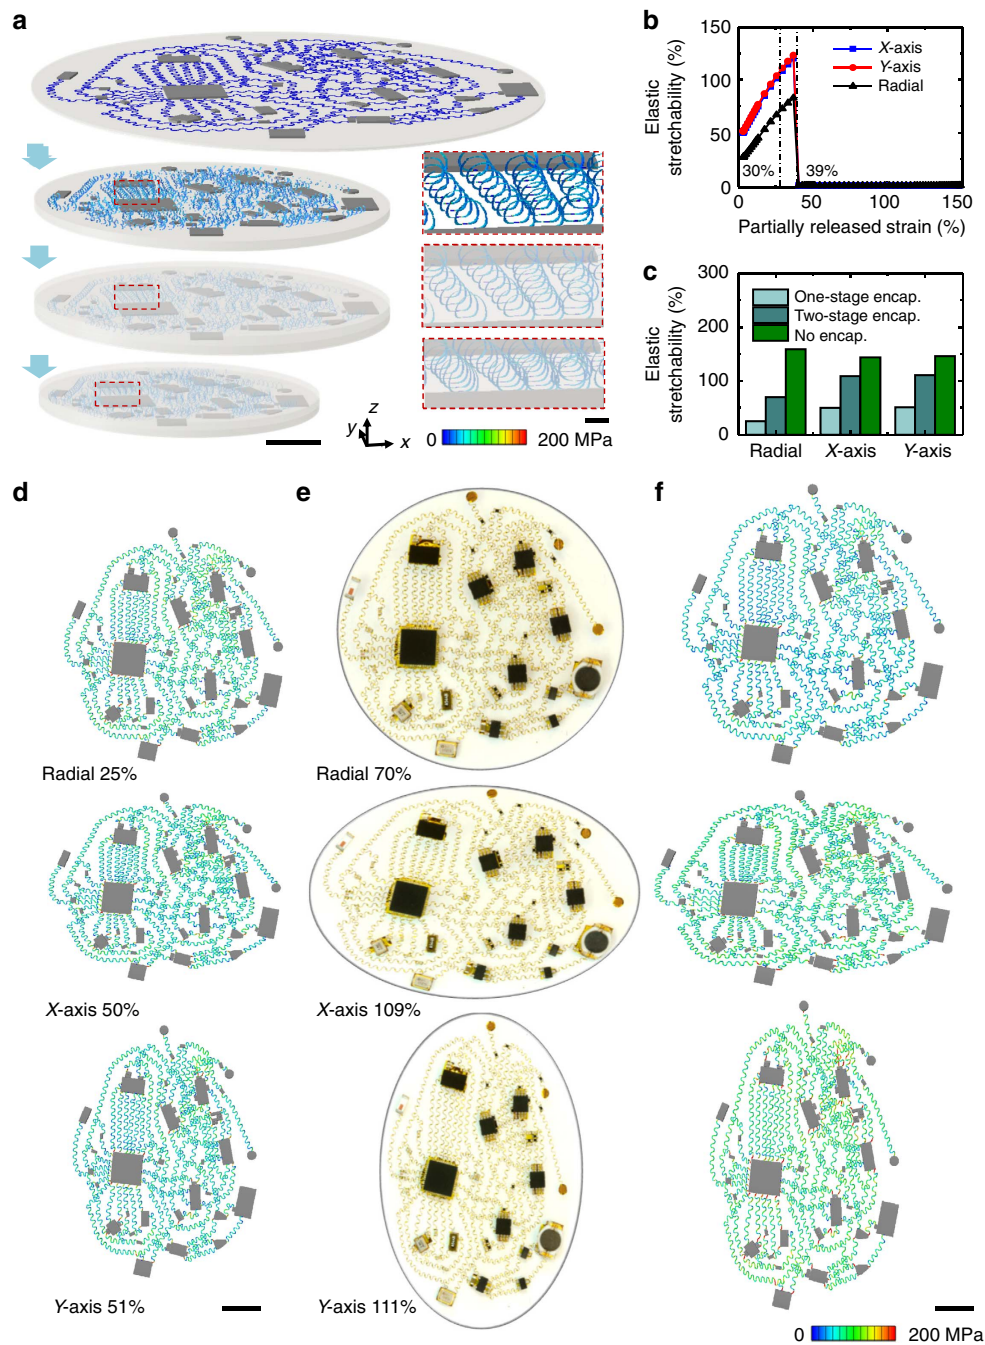 a
z
y
x
0
200 MPa
b
Elastic
stretchability (%)
150
100
50
0
X-axis
Y-axis
Radial
30%
39%
0
50
100
150
Partially released strain (%)
c
Elastic
stretchability (%)
300
200
100
0
One-stage encap.
Two-stage encap.
No encap.
Radial
X-axis
Y-axis
d
Radial 25%
X-axis 50%
Y-axis 51%
e
Radial 70%
X-axis 109%
Y-axis 111%
f
0
200 MPa